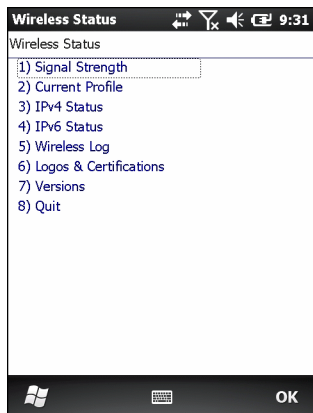 Wireless Status 9:31
Wireless Status
1) Signal Strength
2) Current Profile
3) IPv4 Status
4) IPv6 Status
5) Wireless Log
6) Logos & Certifications
7) Versions
8) Quit
OK